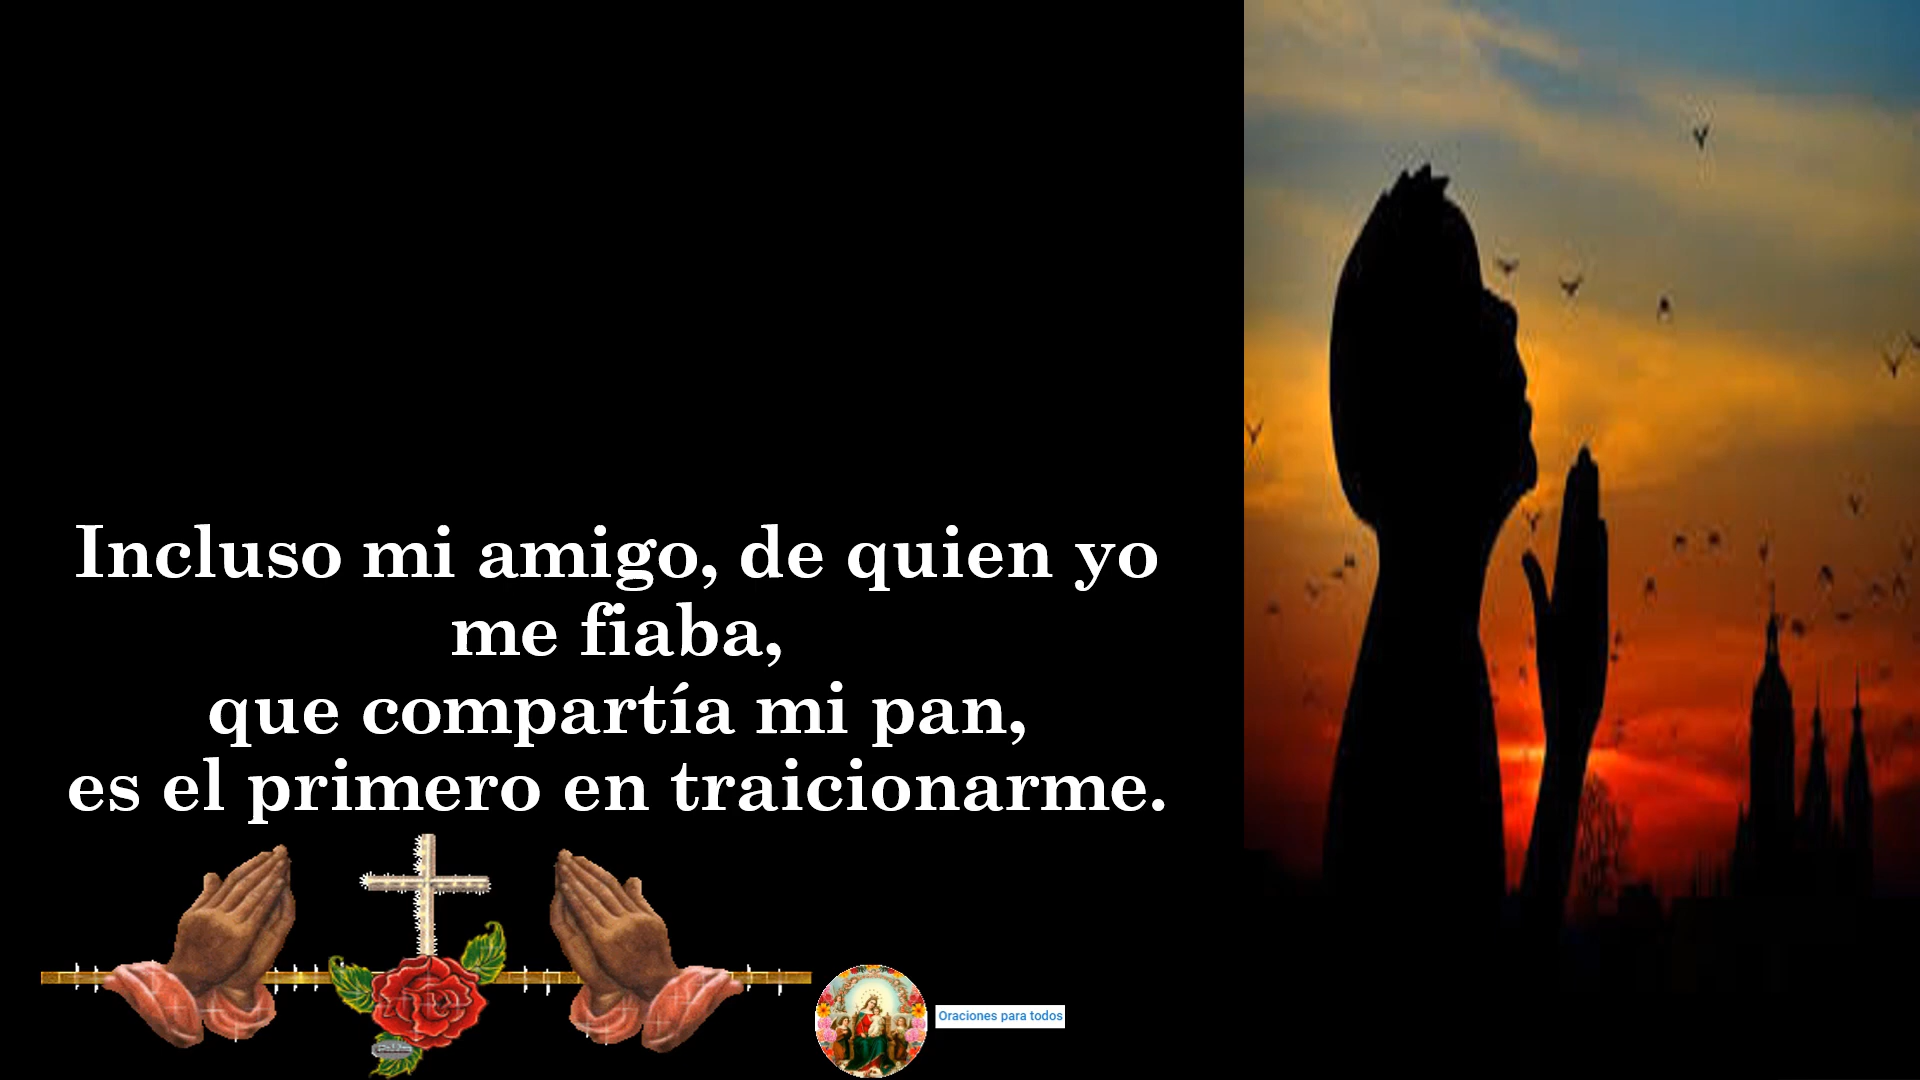 Incluso mi amigo, de quien yo
me fiaba,
que compartía mi pan,
es el primero en traicionarme.
Oraciones para todos